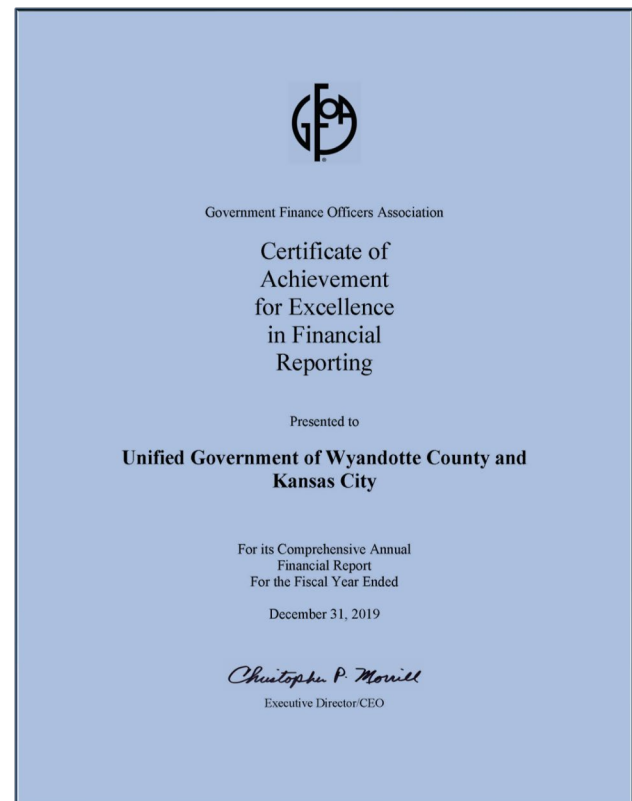 GFOA
Government Finance Officers Association
Certificate of
Achievement
for Excellence
in Financial
Reporting
Presented to
Unified Government of Wyandotte County and
Kansas City
For its Comprehensive Annual
Financial Report
For the Fiscal Year Ended
December 31, 2019
Christopher P. Morrill
Executive Director/CEO